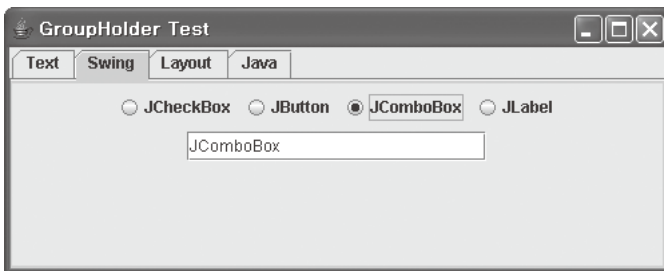 GroupHolder Test
Text Swing Layout Java
JCheckBox JButton JComboBox JLabel
JComboBox